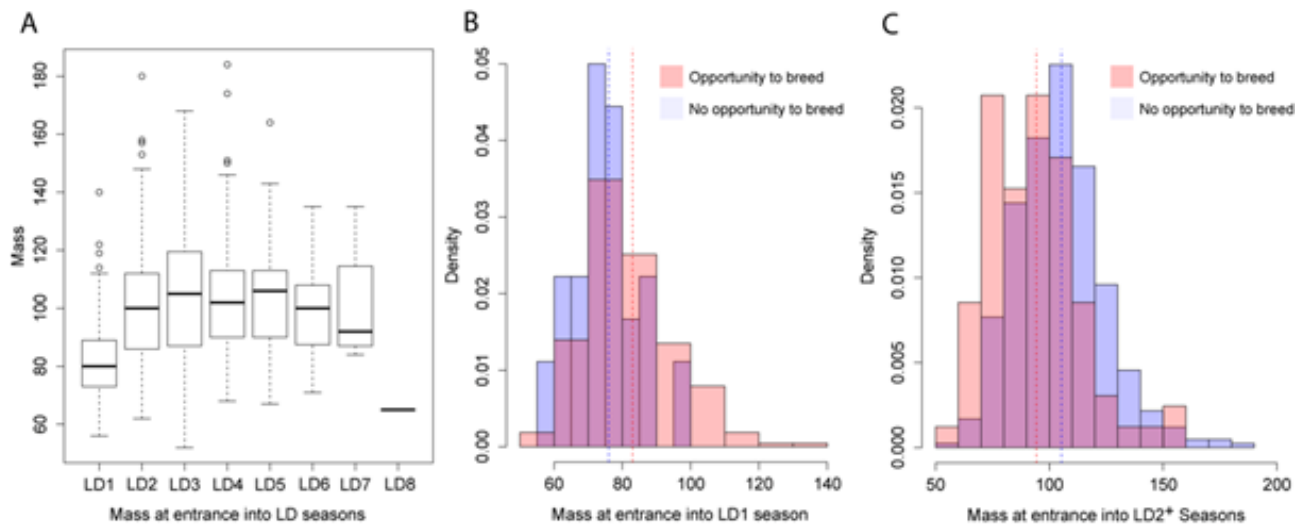 A
B
C
Mass
180
160
140
120
100
80
60
LD1 LD2 LD3 LD4 LD5 LD6 LD7 LD8
Mass at entrance into LD seasons
Density
0.05
0.04
0.03
0.02
0.01
0.00
Opportunity to breed
No opportunity to breed
60 80 100 120 140
Mass at entrance into LD1 season
Density
0.020
0.015
0.010
0.005
0.000
Opportunity to breed
No opportunity to breed
50 100 150 200
Mass at entrance into LD2⁺ Seasons